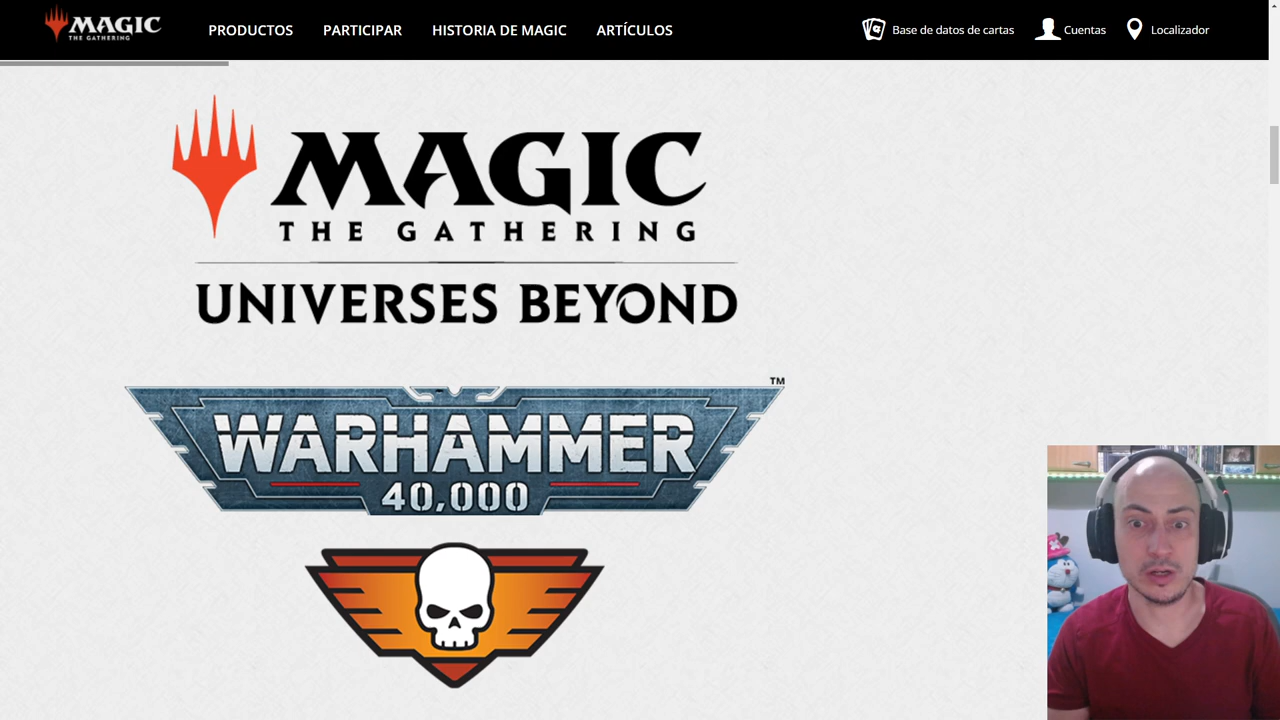 MAGIC
THE GATHERING
PRODUCTOS PARTICIPAR HISTORIA DE MAGIC ARTÍCULOS Base de datos de cartas Cuentas Localizador
MAGIC
THE GATHERING
UNIVERSES BEYOND
TM
WARHAMMER
40,000